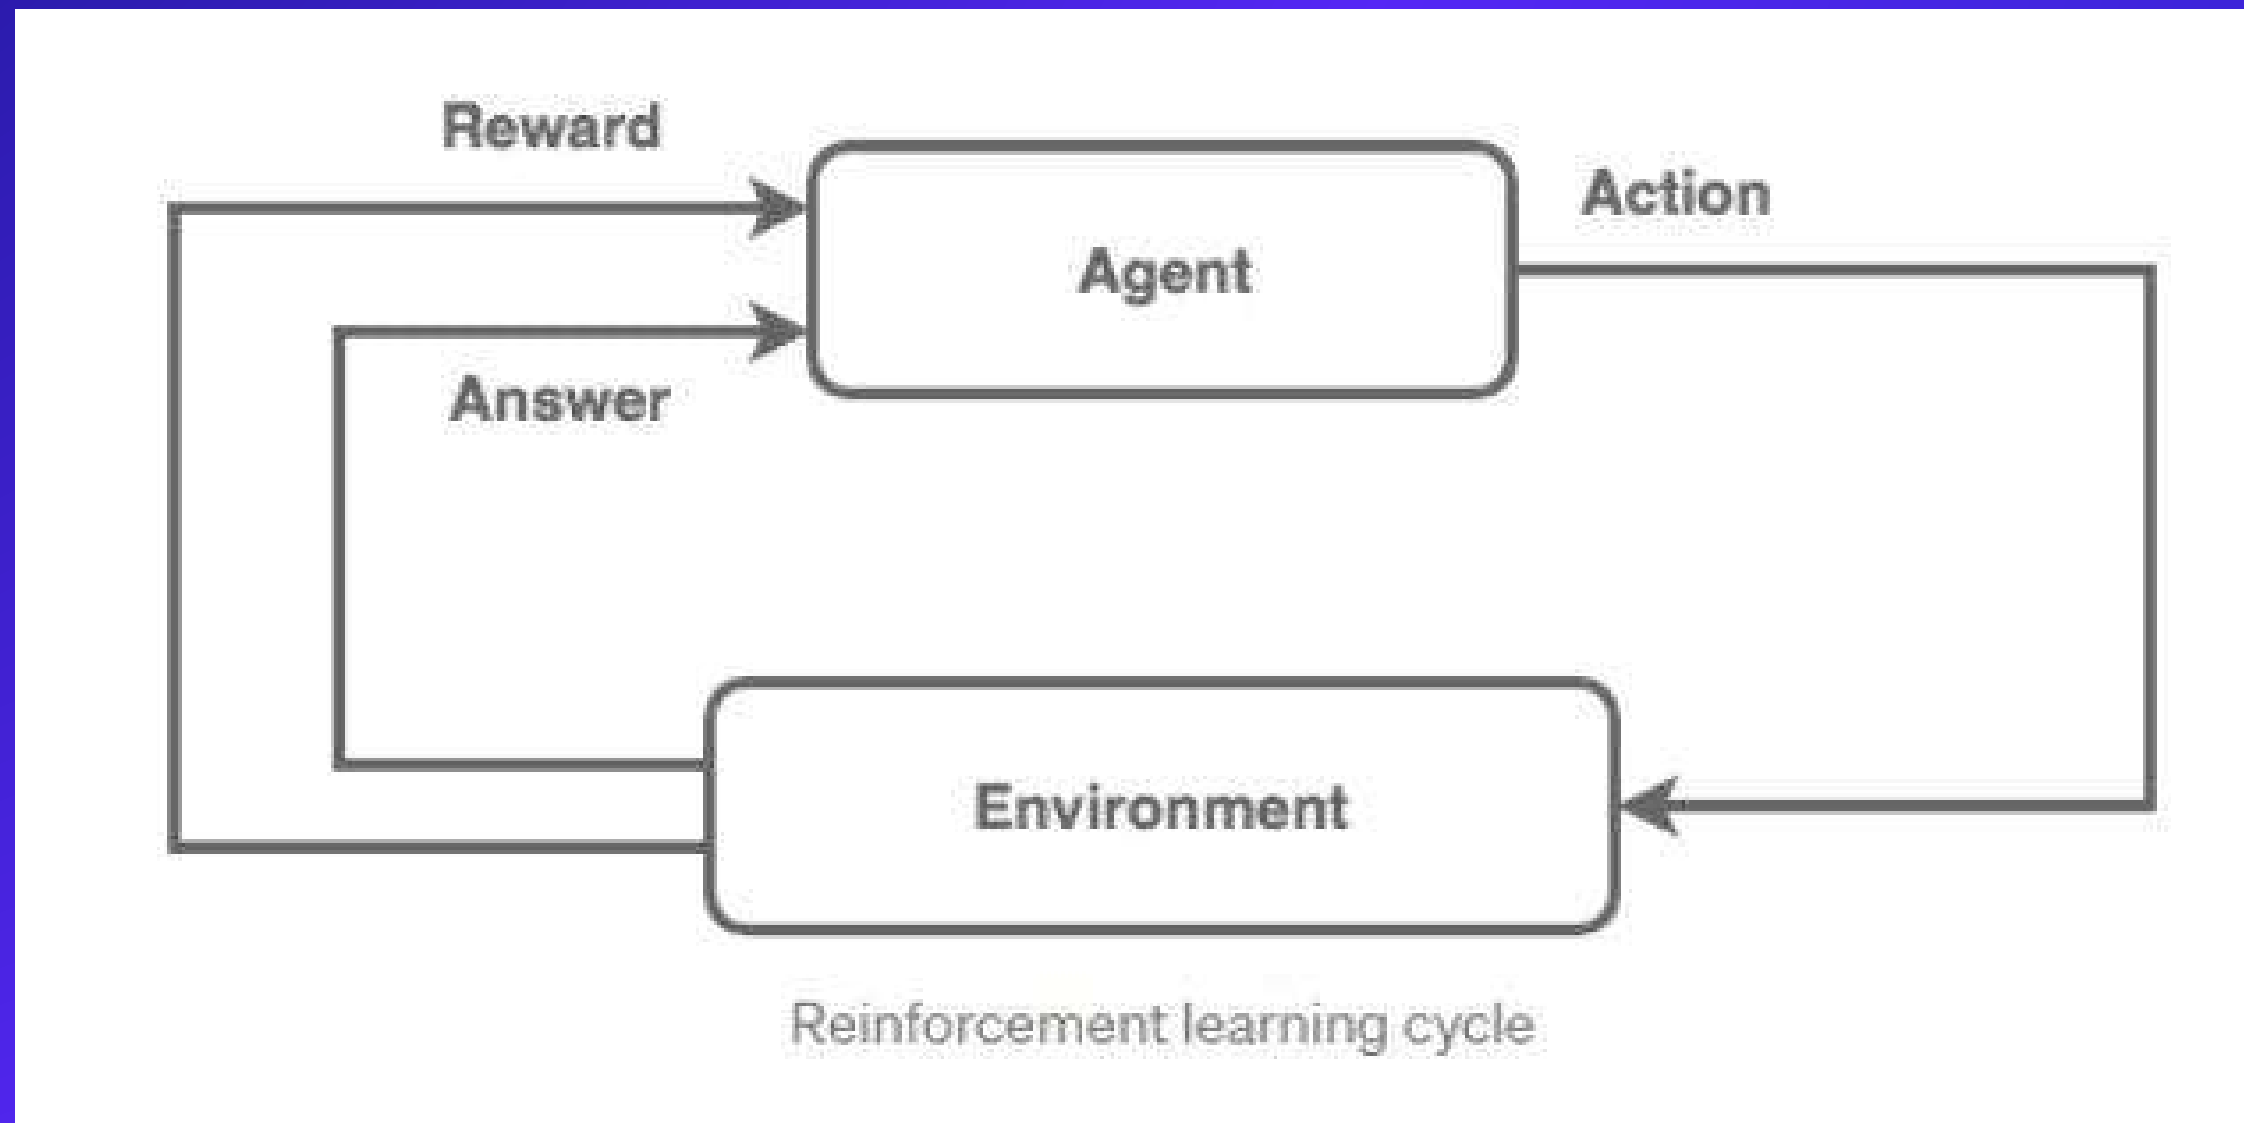 Reward
Action
Agent
Answer
Environment
Reinforcement learning cycle